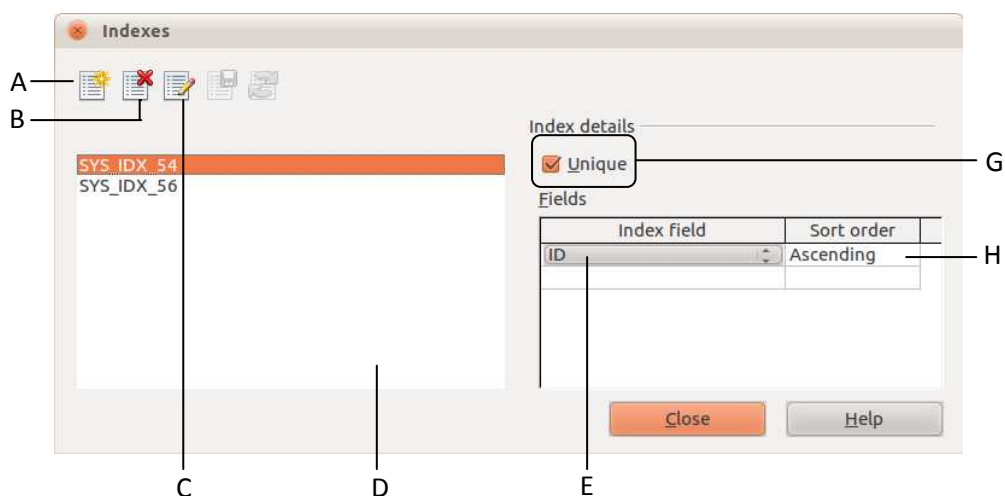 Indexes
A
B
Index details
SYS_IDX_54
Unique
G
SYS_IDX_56
Fields
Index field Sort order
ID Ascending
H
Close Help
C D E